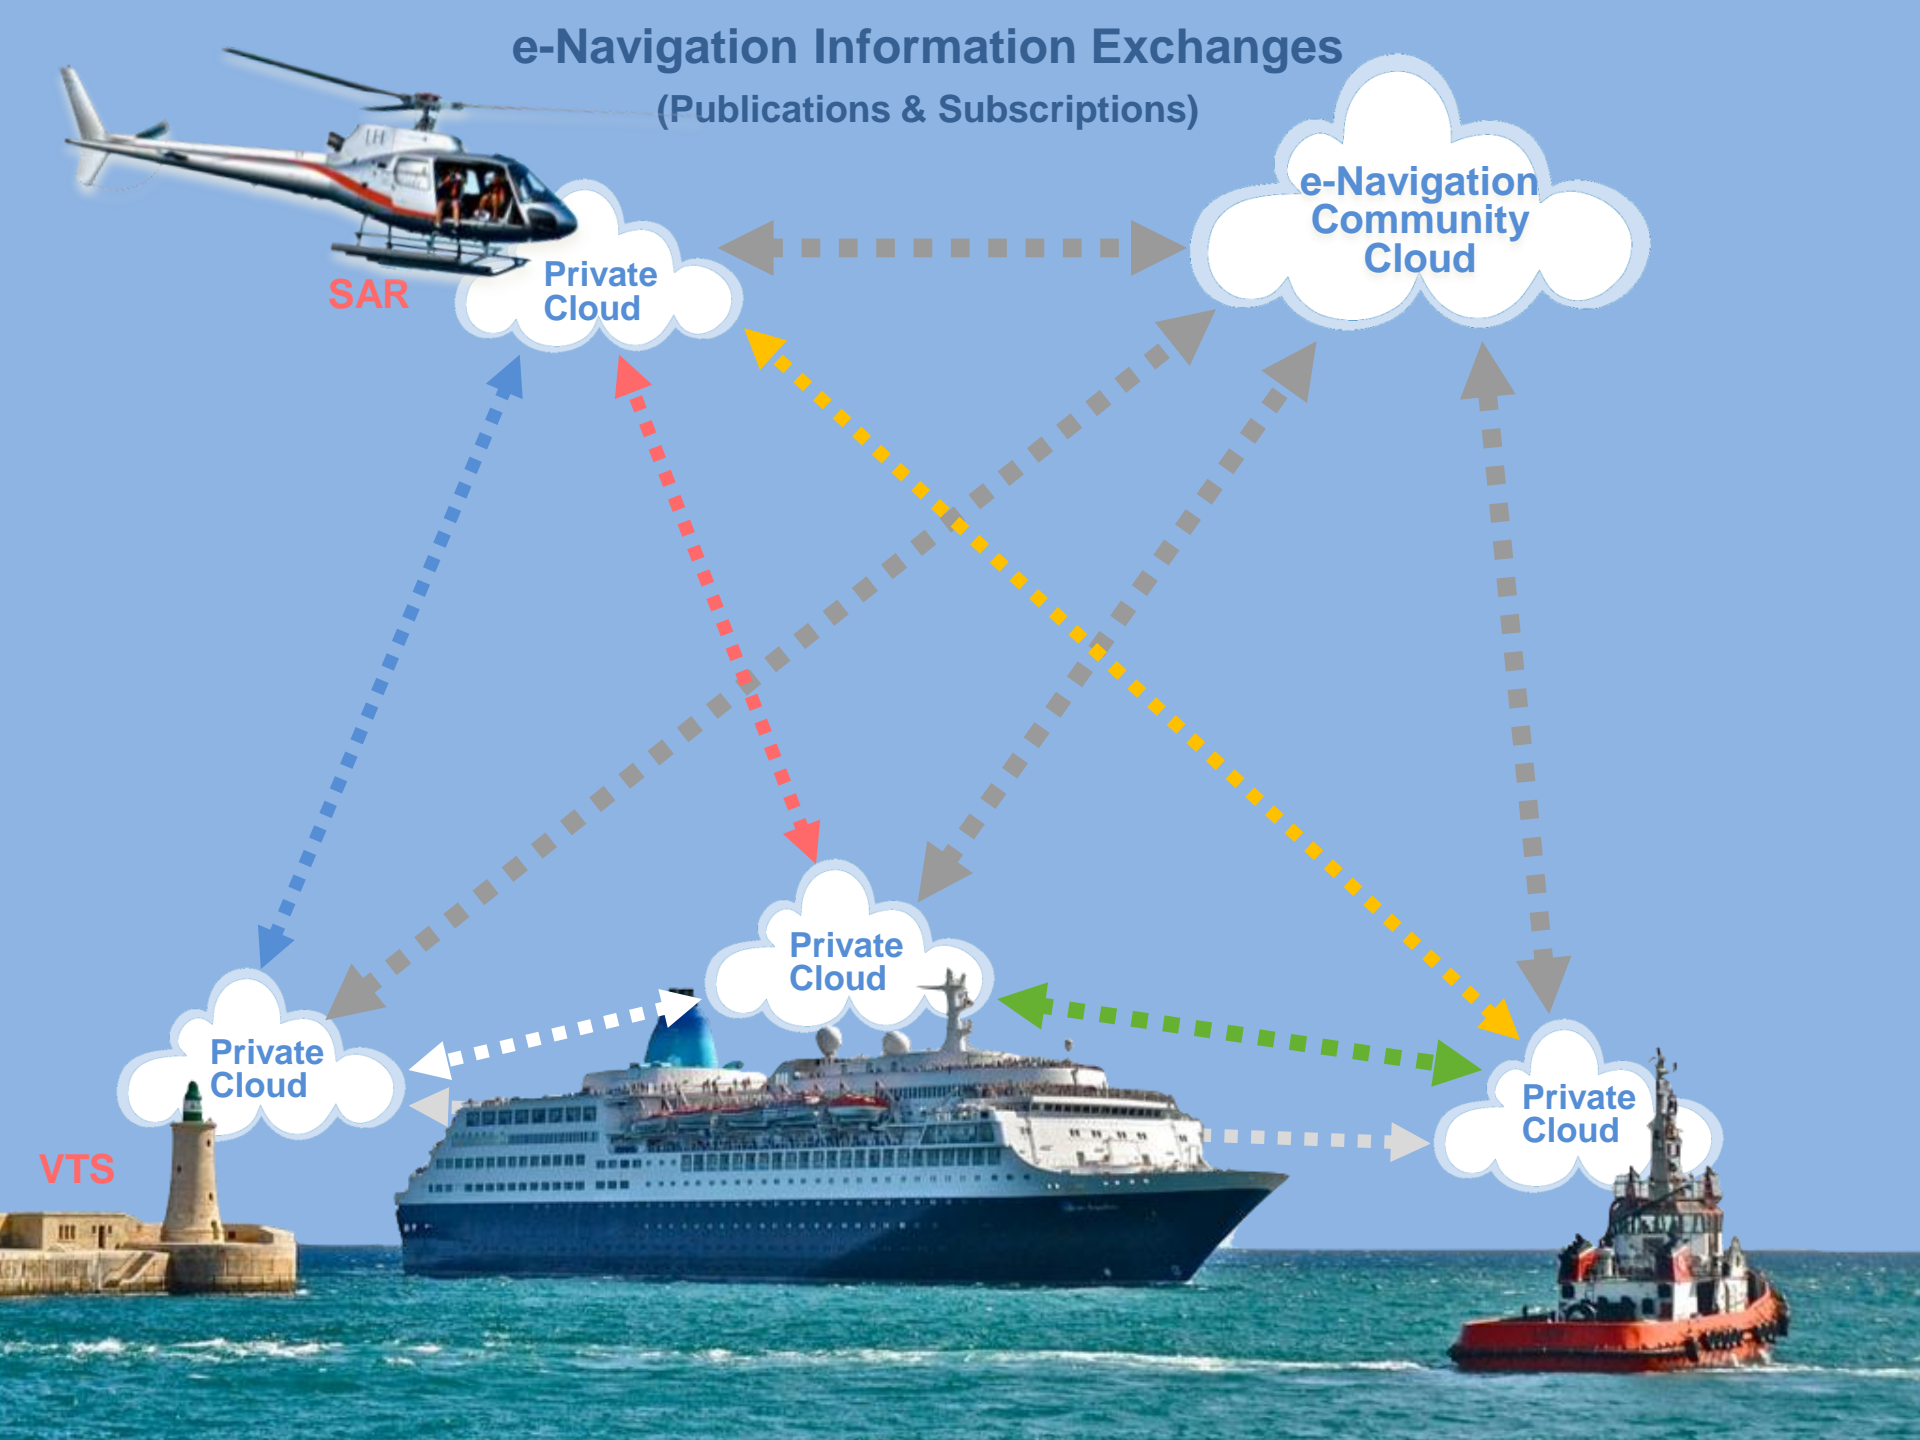 e-Navigation Information Exchanges
(Publications & Subscriptions)
e-Navigation
Community
Cloud
Private
Cloud
SAR
Private
Cloud
Private
Cloud
Private
Cloud
VTS